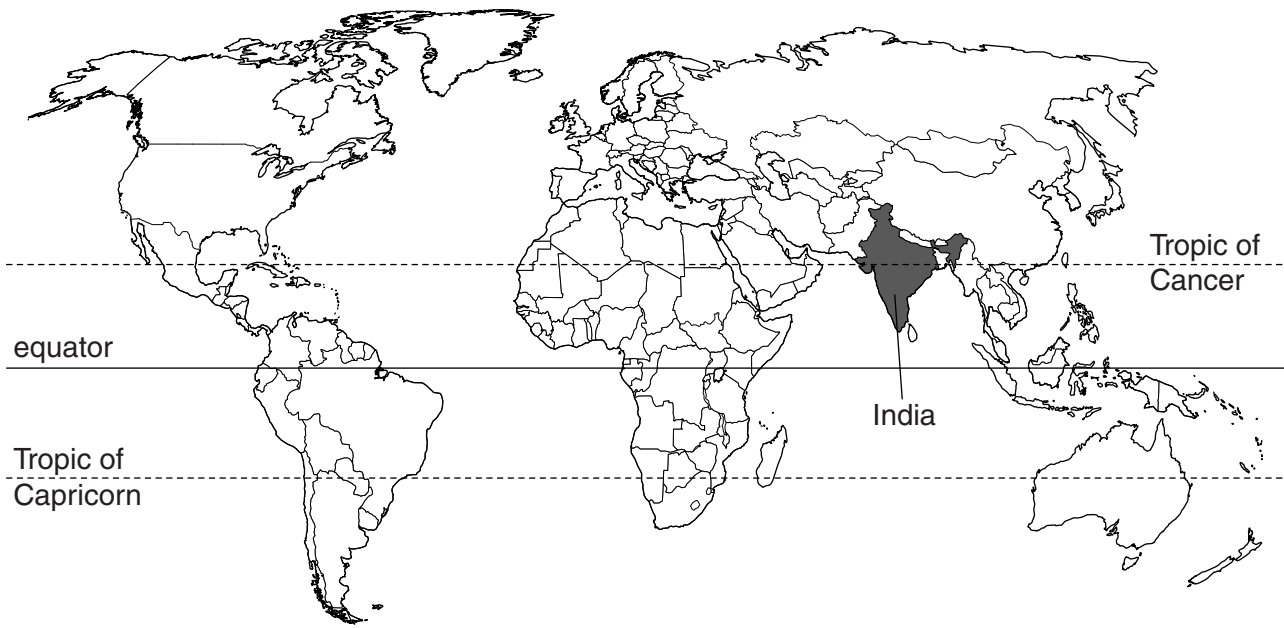 Tropic of
Cancer
equator
India
Tropic of
Capricorn